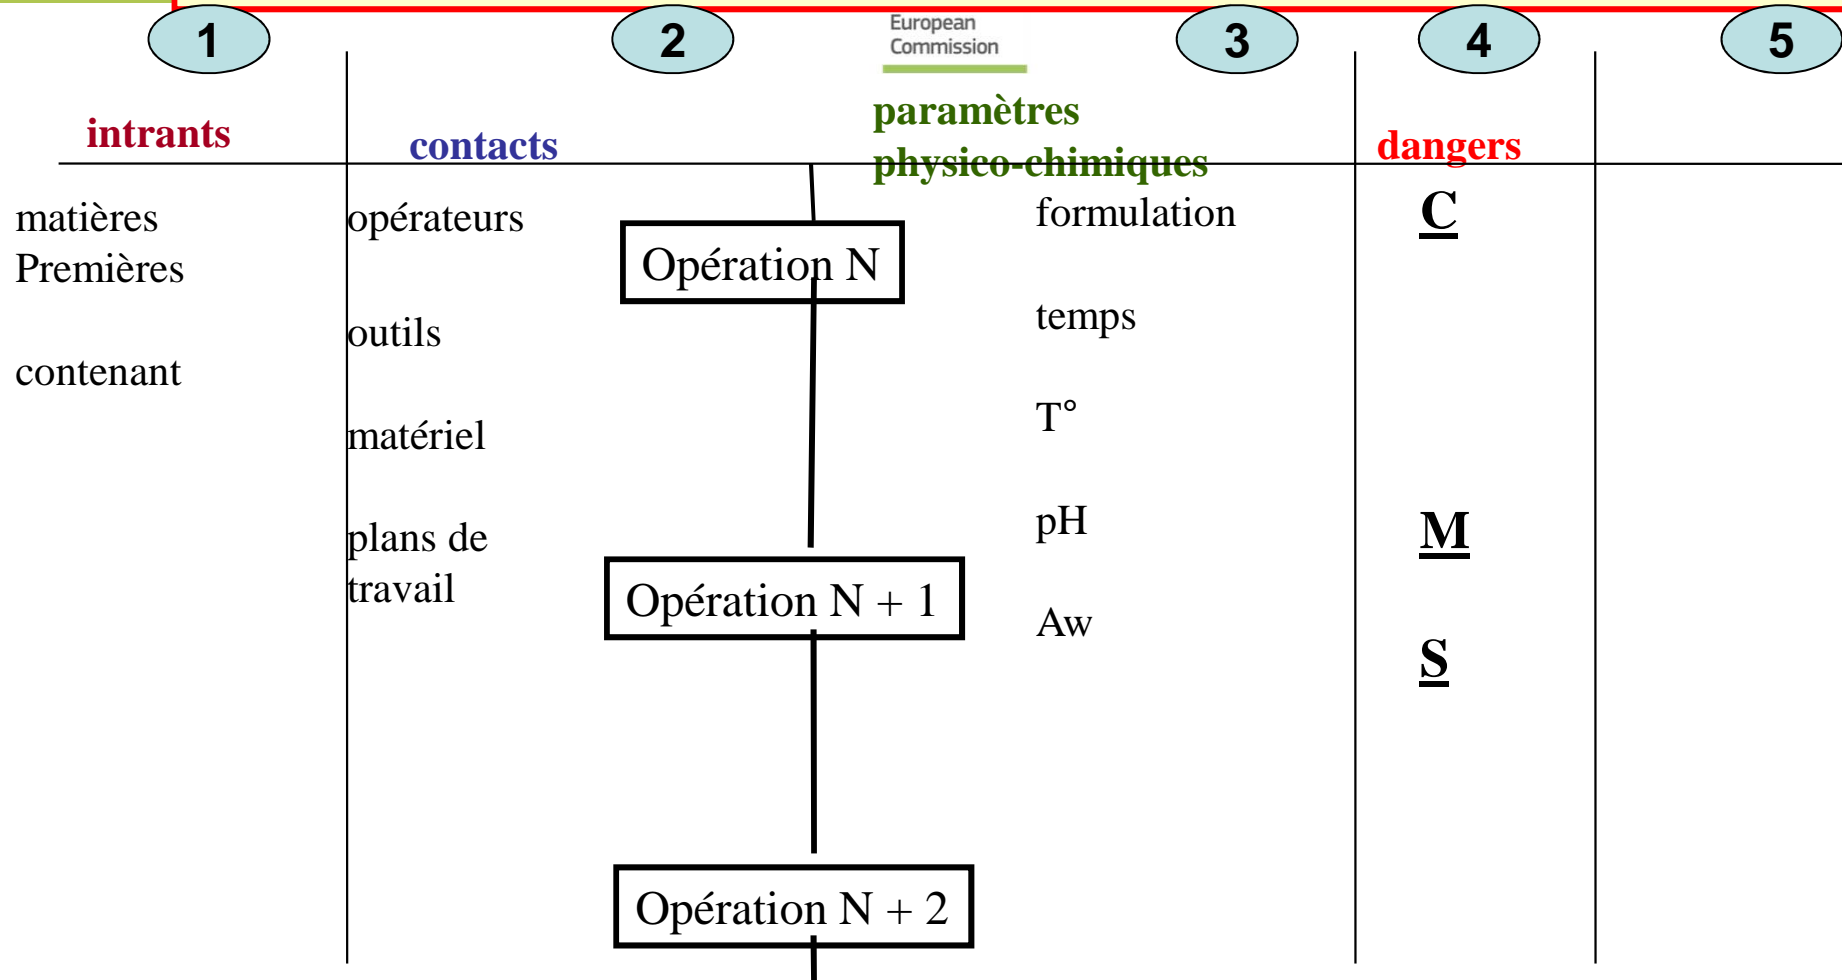 1
2
European
Commission
3
4
5
intrants
contacts
paramètres
physico-chimiques
dangers
matières
Premières
contenant
opérateurs
outils
matériel
plans de
travail
Opération N
Opération N + 1
Opération N + 2
formulation
temps
T°
pH
Aw
C
M
S